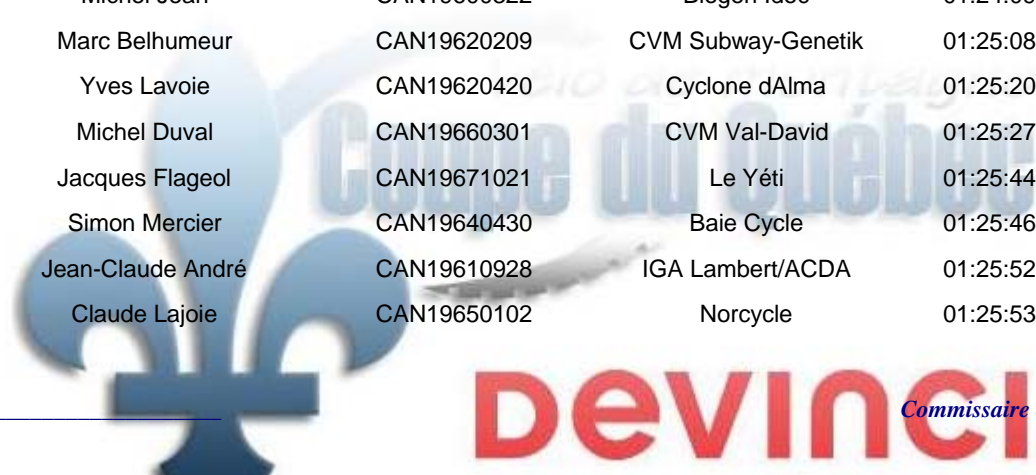 Marc Belhumeur CAN19620209 CVM Subway-Genetik 01:25:08
Yves Lavoie CAN19620420 Cyclone dAlma 01:25:20
Michel Duval CAN19660301 CVM Val-David 01:25:27
Jacques Flageol CAN19671021 Le Yéti 01:25:44
Simon Mercier CAN19640430 Baie Cycle 01:25:46
Jean-Claude André CAN19610928 IGA Lambert/ACDA 01:25:52
Claude Lajoie CAN19650102 Norcycle 01:25:53
Vélo de montagne
Coupe du Québec
DEVINCI
Commissaire